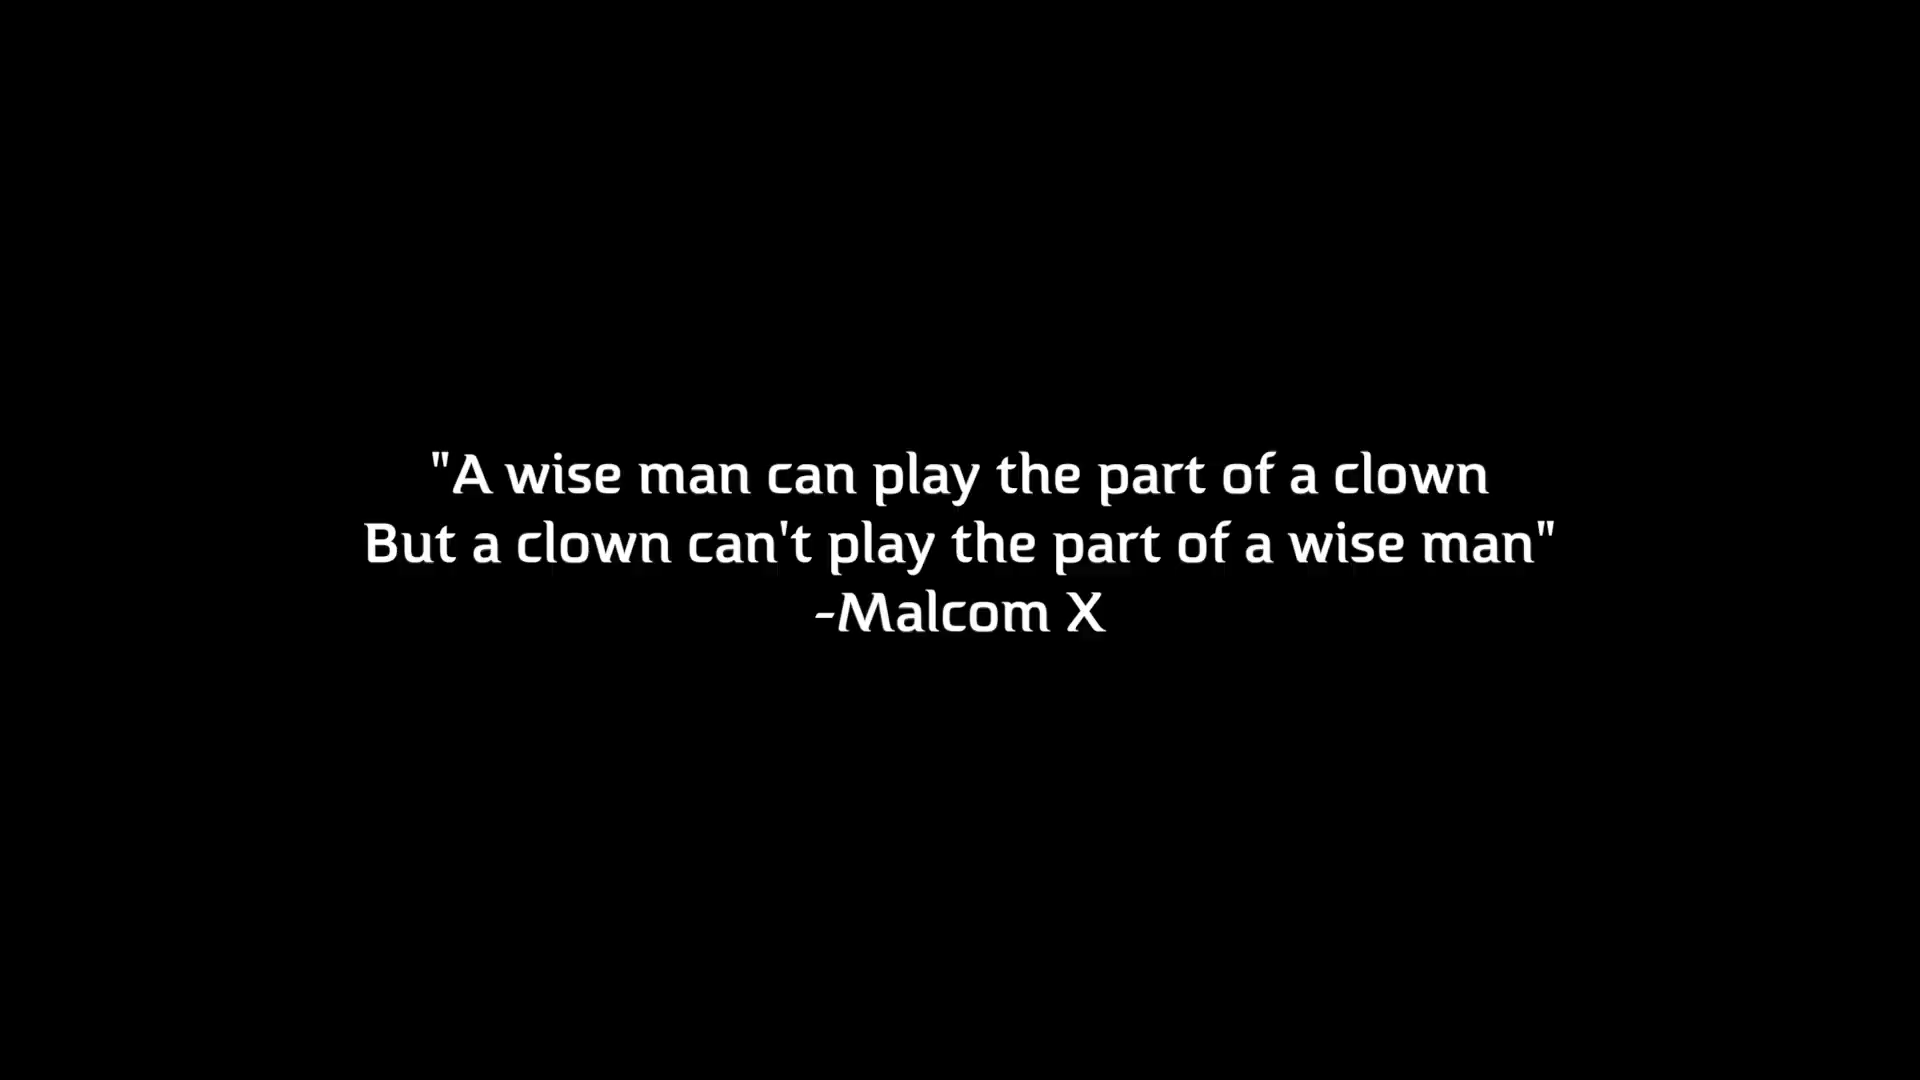 "A wise man can play the part of a clown
But a clown can't play the part of a wise man"
-Malcom X